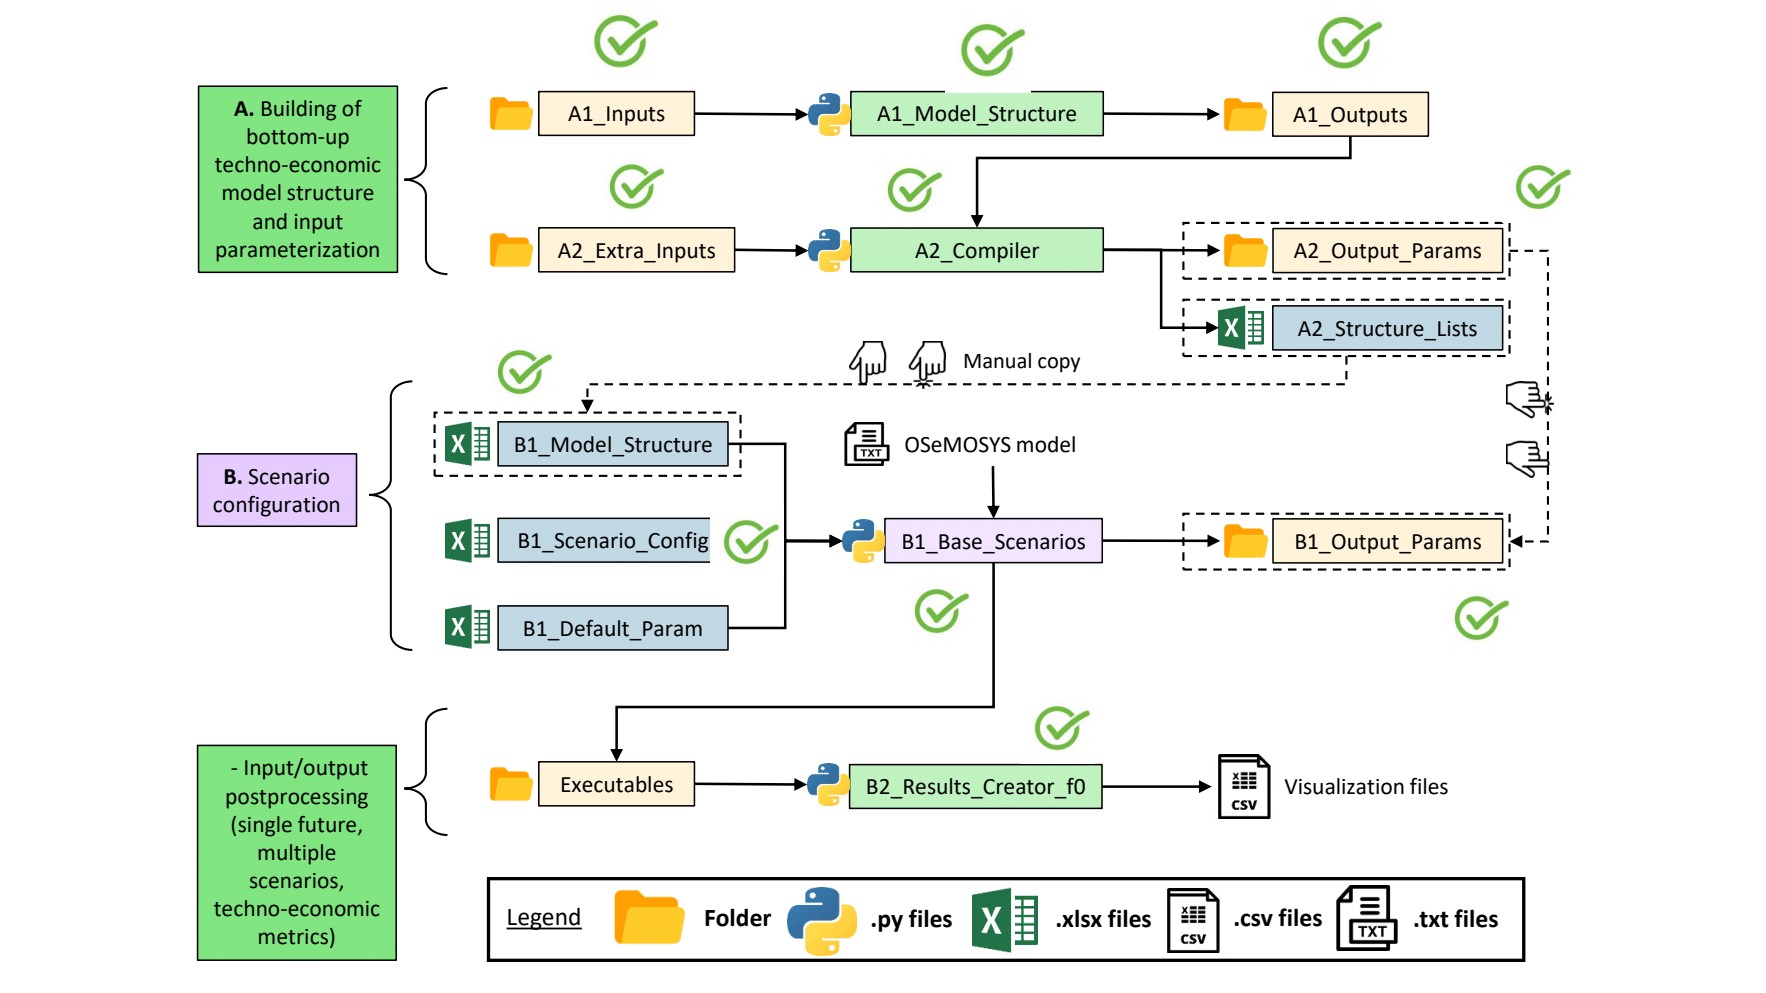 A. Building of
bottom-up
techno-economic
model structure
and input
parameterization
A1_Inputs
A1_Model_Structure
A1_Outputs
A2_Extra_Inputs
A2_Compiler
A2_Output_Params
X
A2_Structure_Lists
Manual copy
B. Scenario
configuration
X
B1_Model_Structure
TXT
OSeMOSYS model
X
B1_Scenario_Config
B1_Base_Scenarios
B1_Output_Params
X
B1_Default_Param
- Input/output
postprocessing
(single future,
multiple
scenarios,
techno-economic
metrics)
Executables
B2_Results_Creator_f0
X
CSV
Visualization files
Legend
Folder
.py files
X
.xlsx files
X
CSV
.csv files
TXT
.txt files